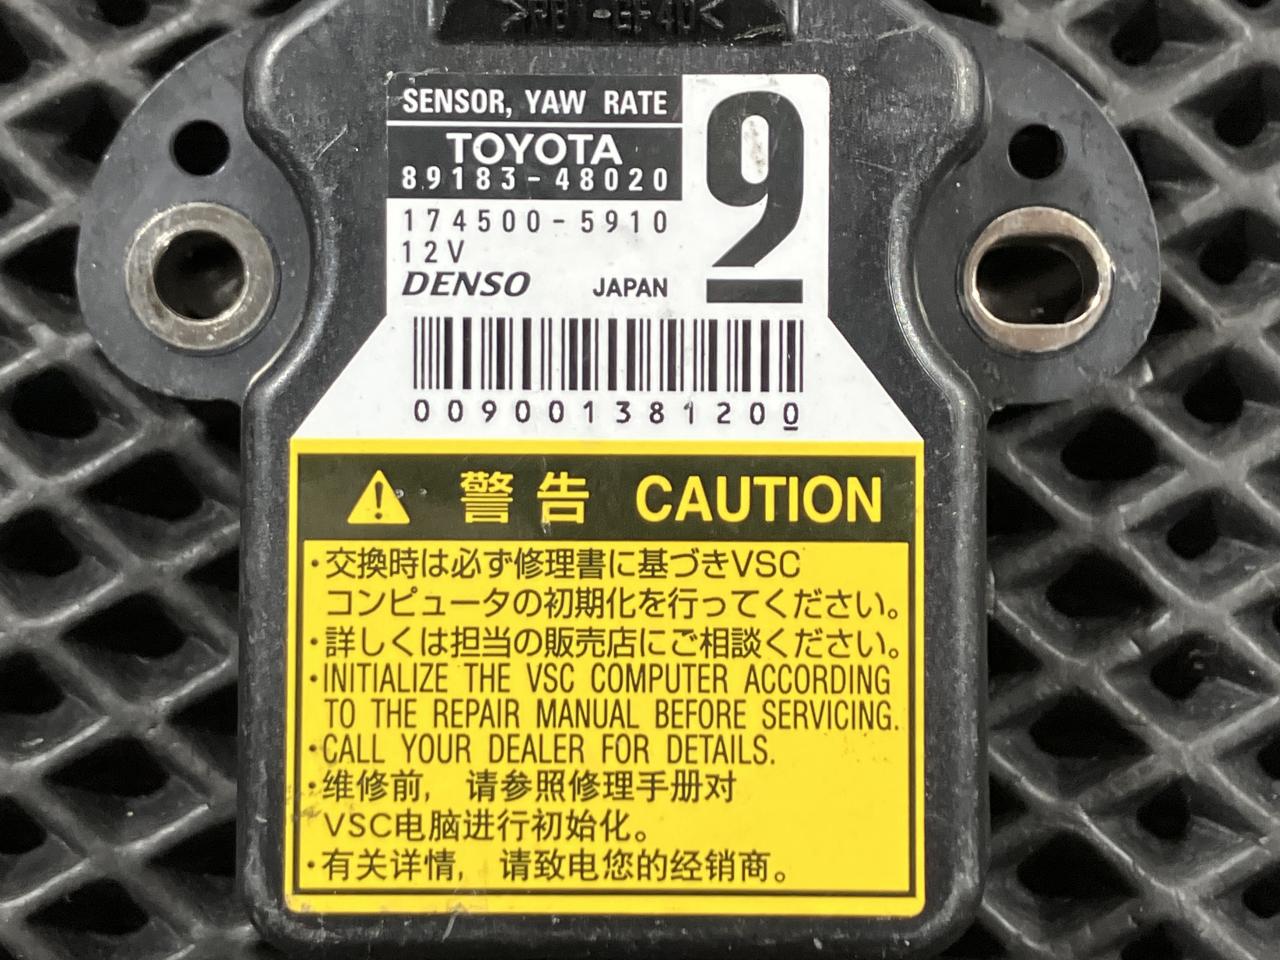 >PBT-GF40<
SENSOR, YAW RATE
TOYOTA
89183-48020
9
174500-5910
12V
DENSO JAPAN
009001381200
警告 CAUTION
・交換時は必ず修理書に基づきVSC
コンピュータの初期化を行ってください。
・詳しくは担当の販売店にご相談ください。
・INITIALIZE THE VSC COMPUTER ACCORDING
TO THE REPAIR MANUAL BEFORE SERVICING.
・CALL YOUR DEALER FOR DETAILS.
・维修前, 请参照修理手册对
VSC电脑进行初始化。
・有关详情, 请致电您的经销商。